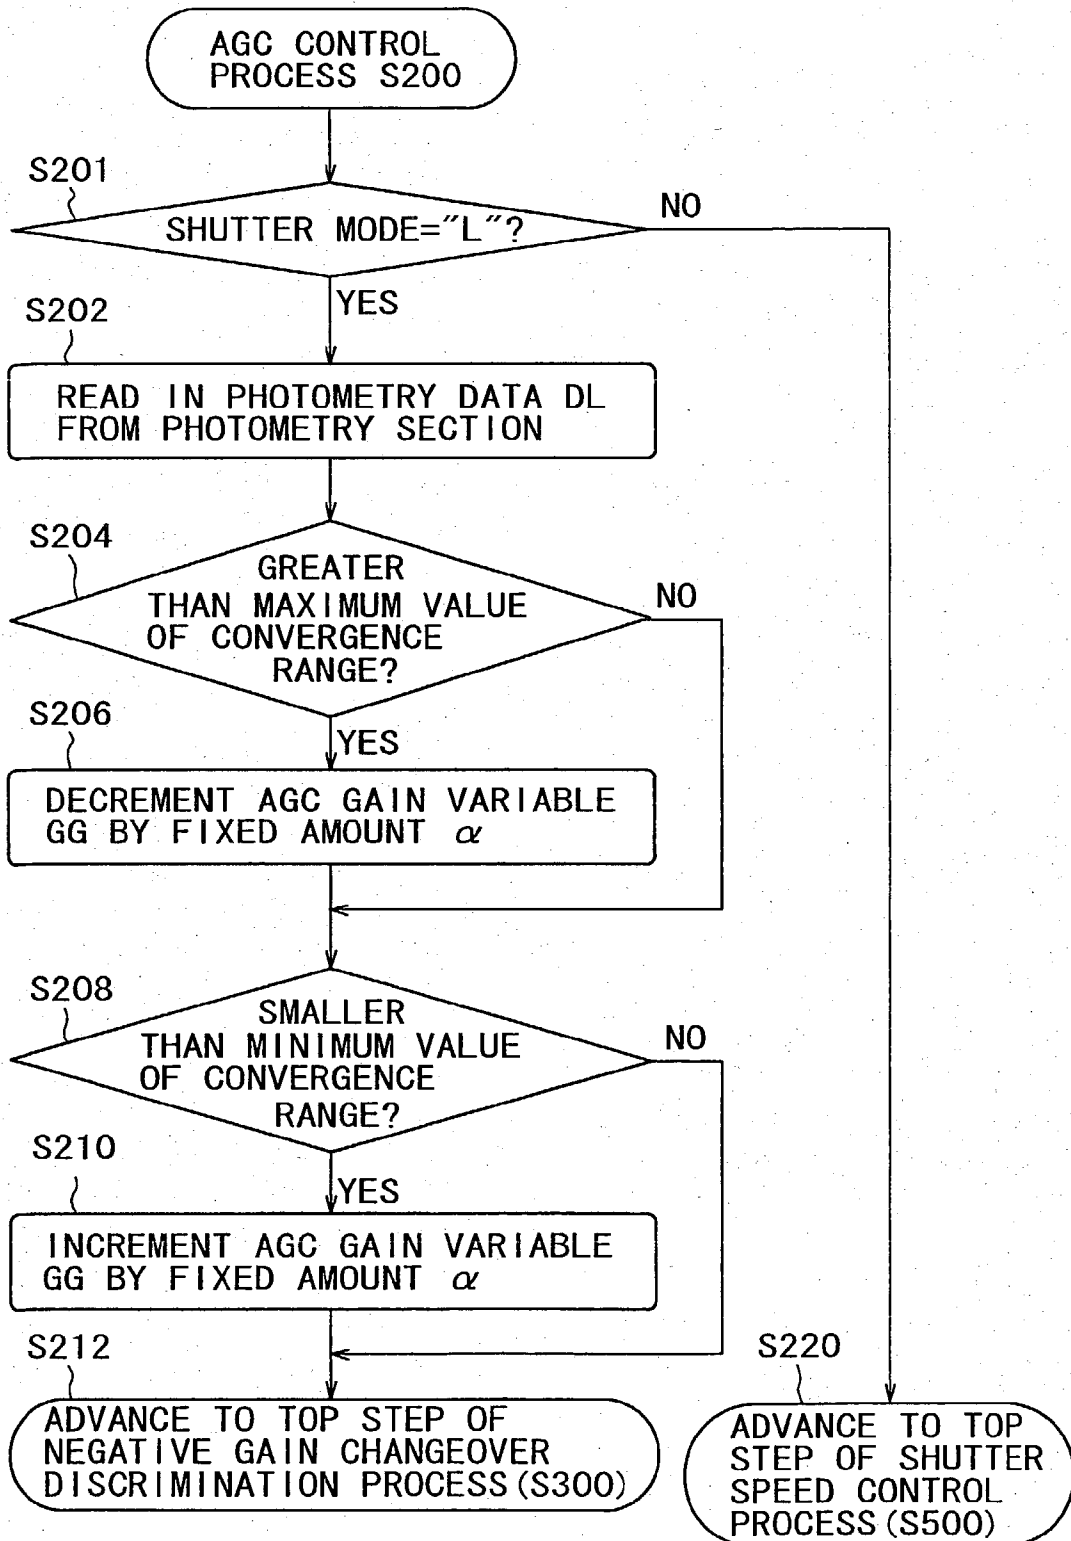 AGC CONTROL
PROCESS S200
S201
SHUTTER MODE="L"?
NO
YES
S202
READ IN PHOTOMETRY DATA DL
FROM PHOTOMETRY SECTION
S204
GREATER
THAN MAXIMUM VALUE
OF CONVERGENCE
RANGE?
NO
YES
S206
DECREMENT AGC GAIN VARIABLE
GG BY FIXED AMOUNT α
S208
SMALLER
THAN MINIMUM VALUE
OF CONVERGENCE
RANGE?
NO
YES
S210
INCREMENT AGC GAIN VARIABLE
GG BY FIXED AMOUNT α
S212
ADVANCE TO TOP STEP OF
NEGATIVE GAIN CHANGEOVER
DISCRIMINATION PROCESS(S300)
S220
ADVANCE TO TOP
STEP OF SHUTTER
SPEED CONTROL
PROCESS(S500)